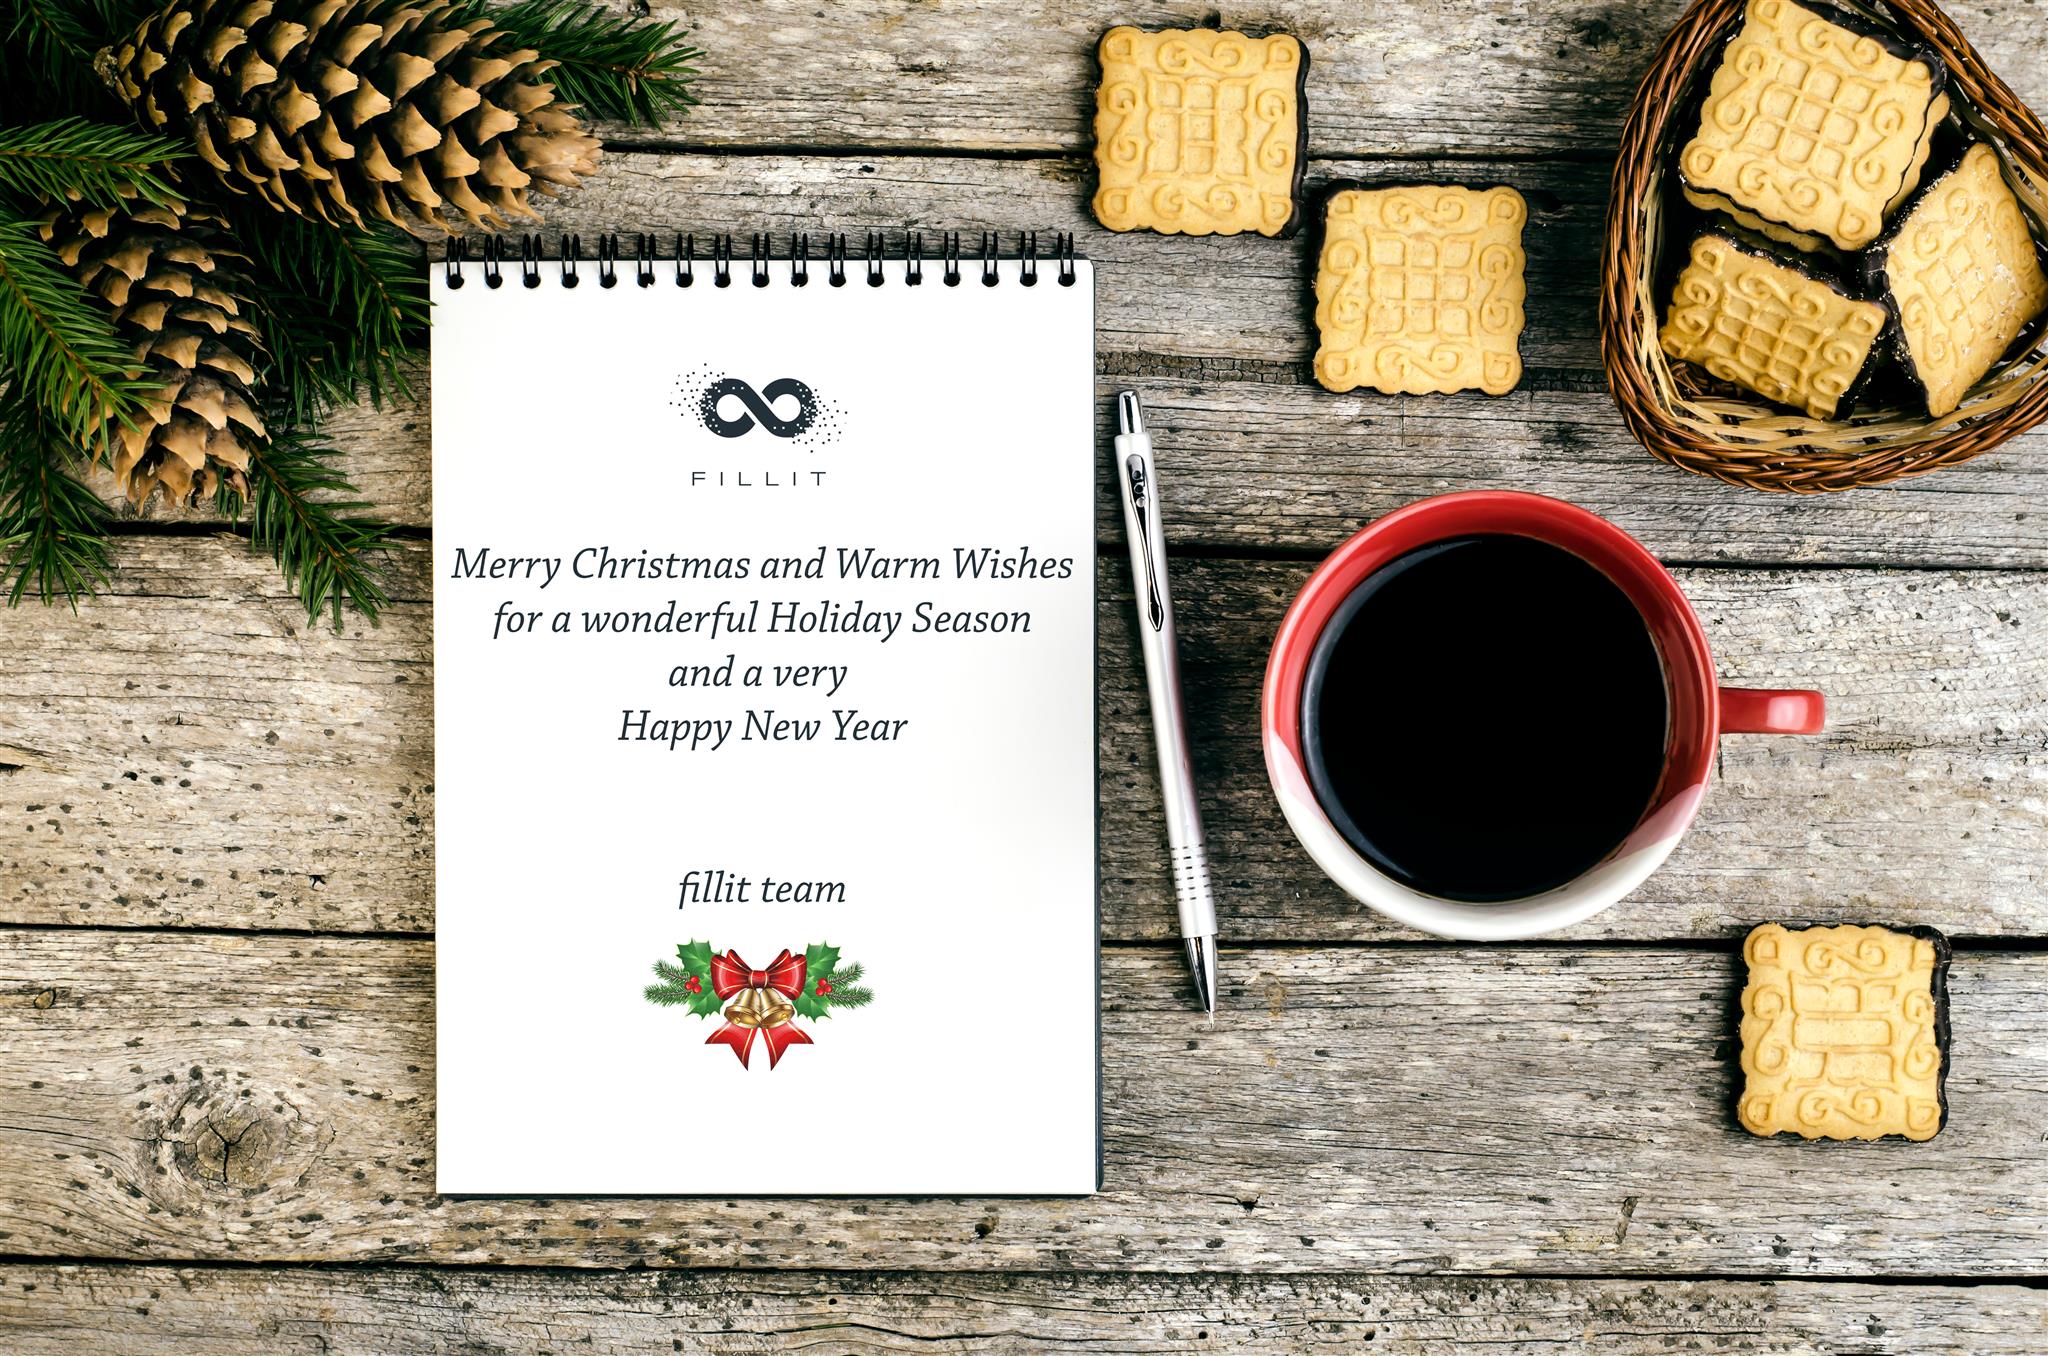 FILLIT
Merry Christmas and Warm Wishes
for a wonderful Holiday Season
and a very
Happy New Year
fillit team